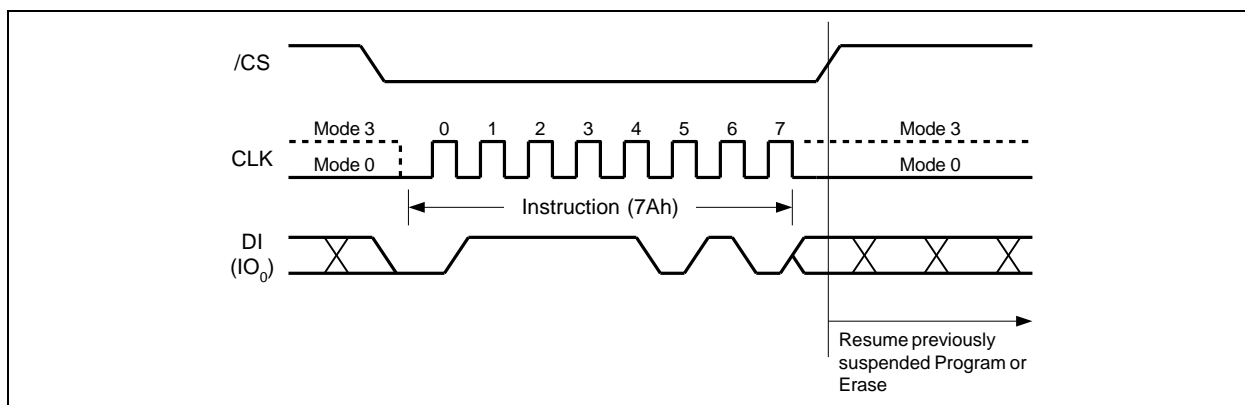 /CS
Mode 3
0 1 2 3 4 5 6 7
Mode 3
CLK
Mode 0
Mode 0
Instruction (7Ah)
DI
(IO0)
Resume previously
suspended Program or
Erase